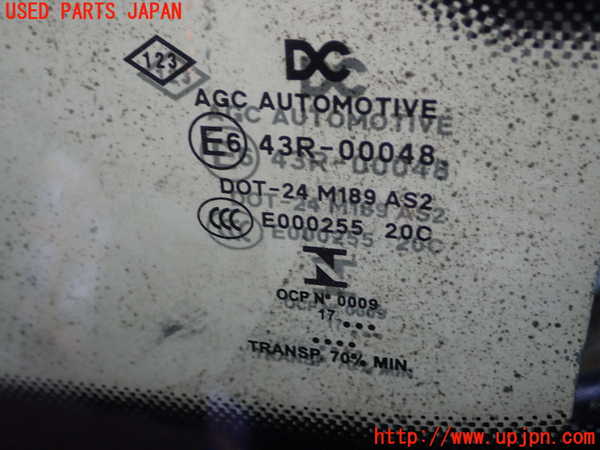 USED PARTS JAPAN
123
DC
AGC AUTOMOTIVE
E6 43R-00048
DOT-24 M189 AS2
CCC E000255 20C
OCP Nº 0009
17
TRANSP. 70% MIN.
http://www.upjpn.com/